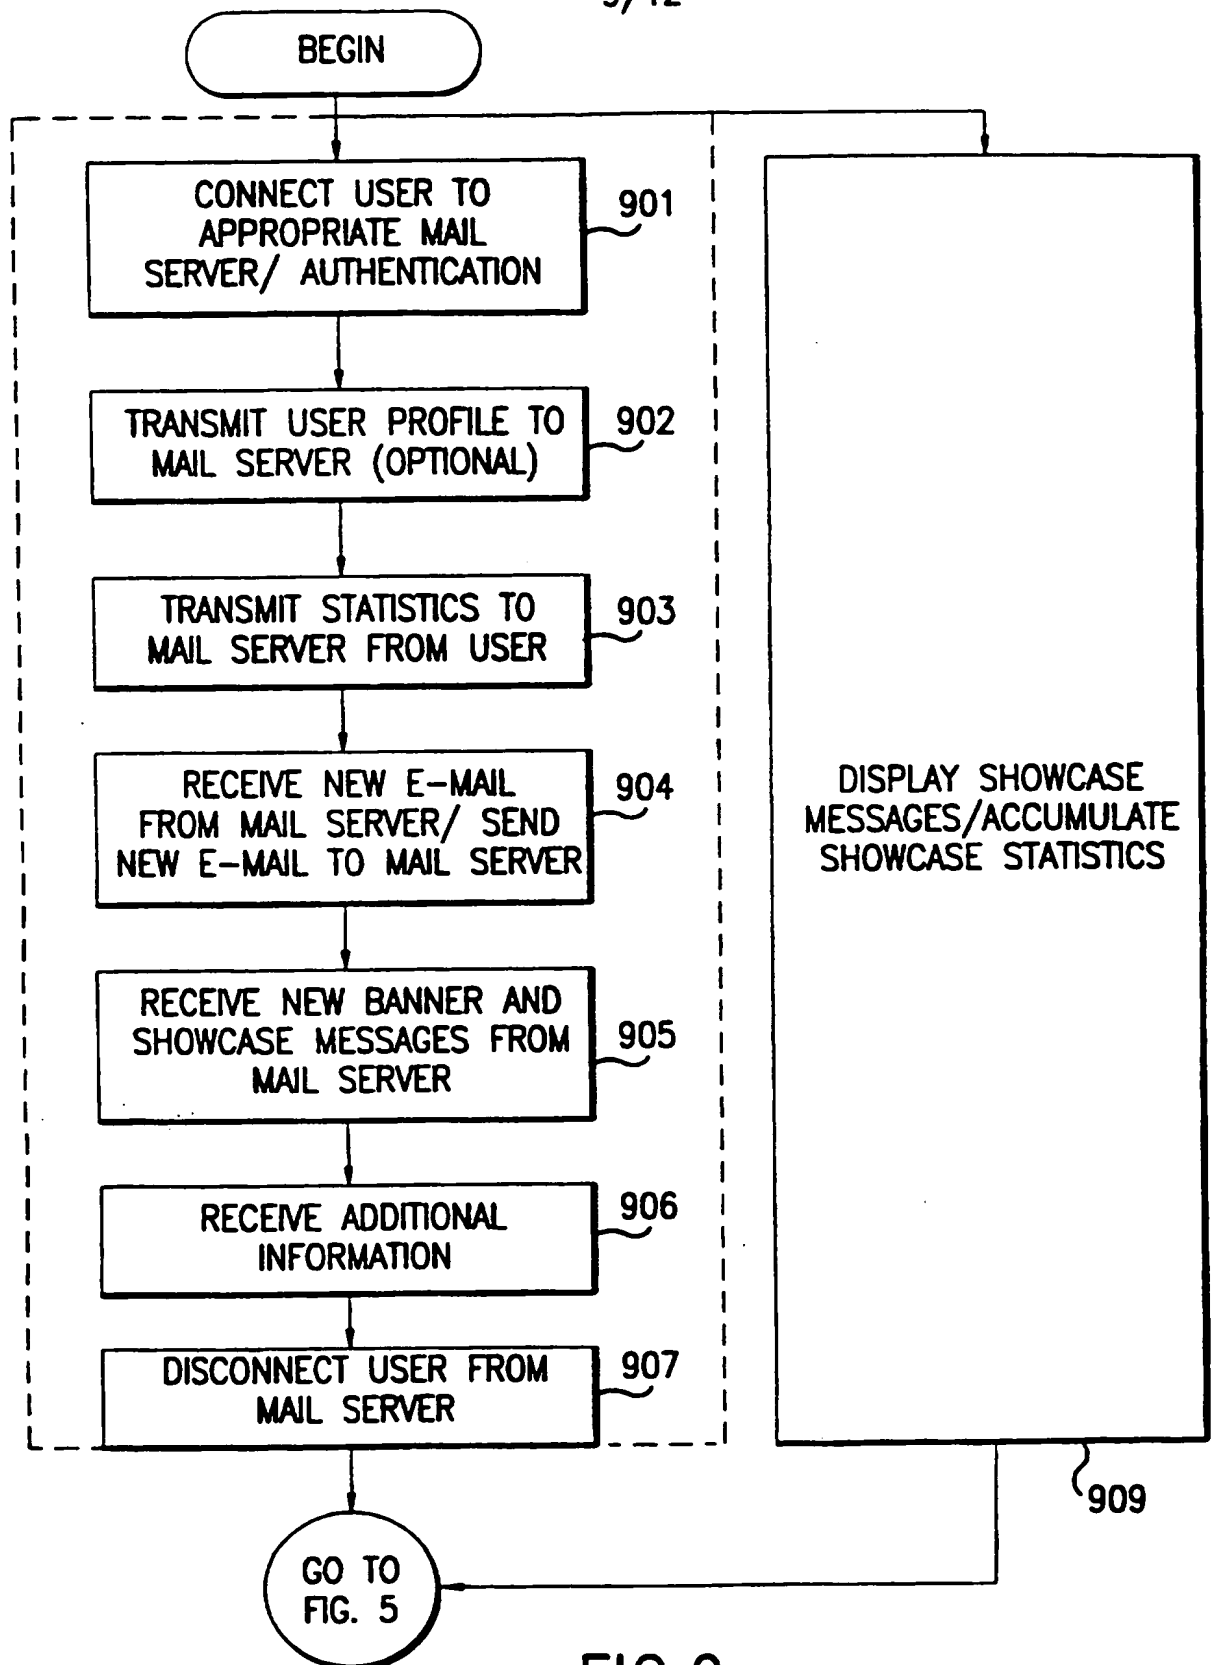 BEGIN
CONNECT USER TO
APPROPRIATE MAIL
SERVER/ AUTHENTICATION
901
TRANSMIT USER PROFILE TO
MAIL SERVER (OPTIONAL)
902
TRANSMIT STATISTICS TO
MAIL SERVER FROM USER
903
RECEIVE NEW E-MAIL
FROM MAIL SERVER/ SEND
NEW E-MAIL TO MAIL SERVER
904
RECEIVE NEW BANNER AND
SHOWCASE MESSAGES FROM
MAIL SERVER
905
RECEIVE ADDITIONAL
INFORMATION
906
DISCONNECT USER FROM
MAIL SERVER
907
DISPLAY SHOWCASE
MESSAGES/ACCUMULATE
SHOWCASE STATISTICS
909
GO TO
FIG. 5